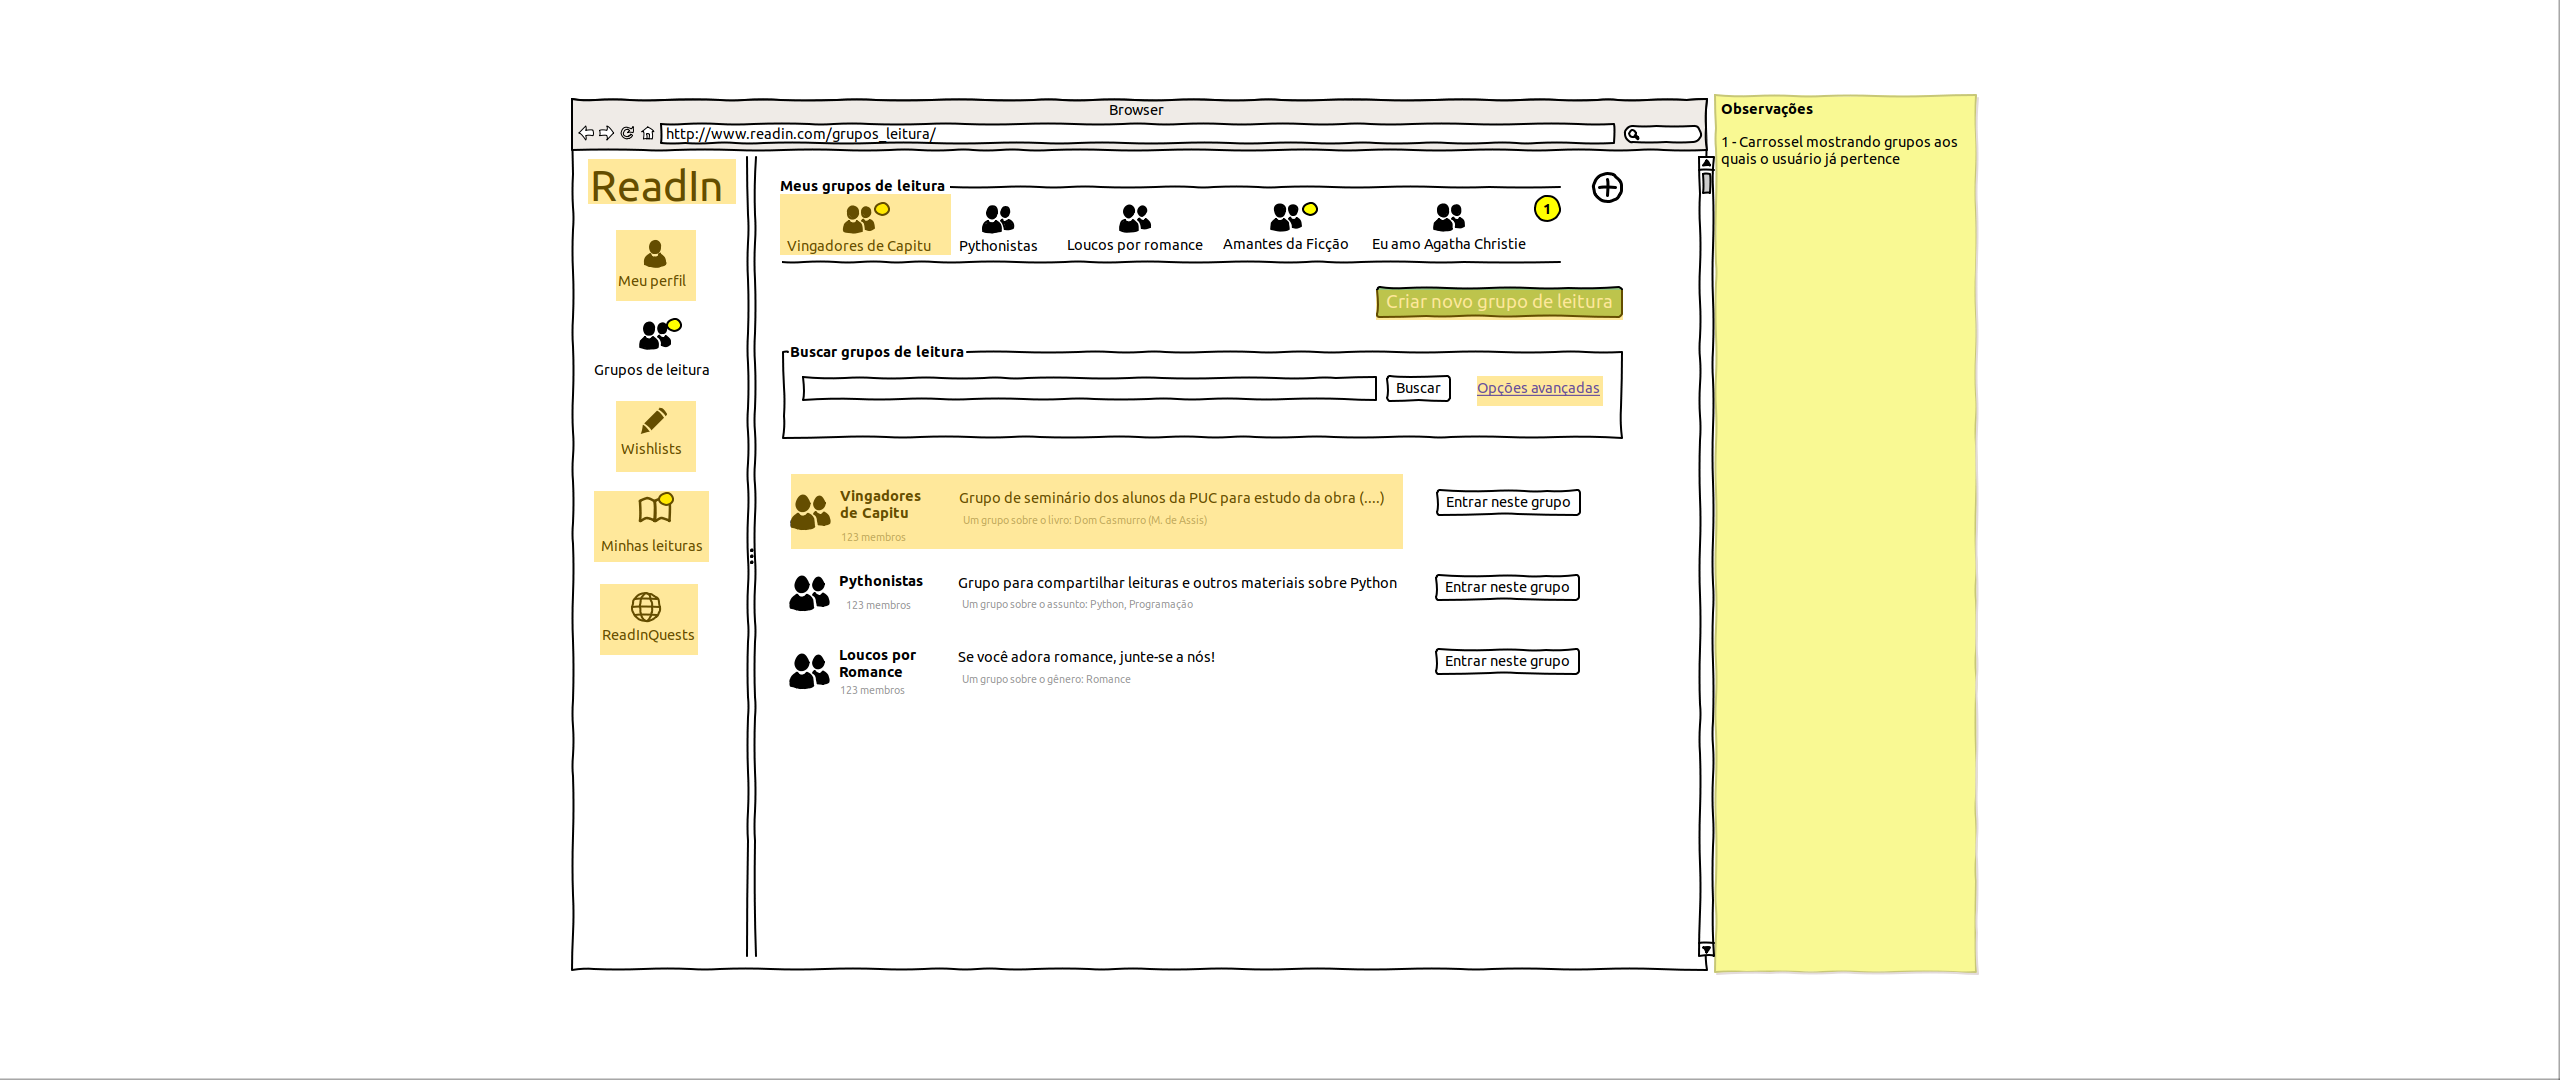 Browser
http://www.readin.com/grupos_leitura/
ReadIn
Meu perfil
Grupos de leitura
Wishlists
Minhas leituras
ReadInQuests
Meus grupos de leitura
1
Vingadores de Capitu
Pythonistas
Loucos por romance
Amantes da Ficção
Eu amo Agatha Christie
Criar novo grupo de leitura
Buscar grupos de leitura
Buscar
Opções avançadas
Vingadores
de Capitu
123 membros
Grupo de seminário dos alunos da PUC para estudo da obra (....)
Um grupo sobre o livro: Dom Casmurro (M. de Assis)
Entrar neste grupo
Pythonistas
123 membros
Grupo para compartilhar leituras e outros materiais sobre Python
Um grupo sobre o assunto: Python, Programação
Entrar neste grupo
Loucos por
Romance
123 membros
Se você adora romance, junte-se a nós!
Um grupo sobre o gênero: Romance
Entrar neste grupo
Observações
1 - Carrossel mostrando grupos aos
quais o usuário já pertence